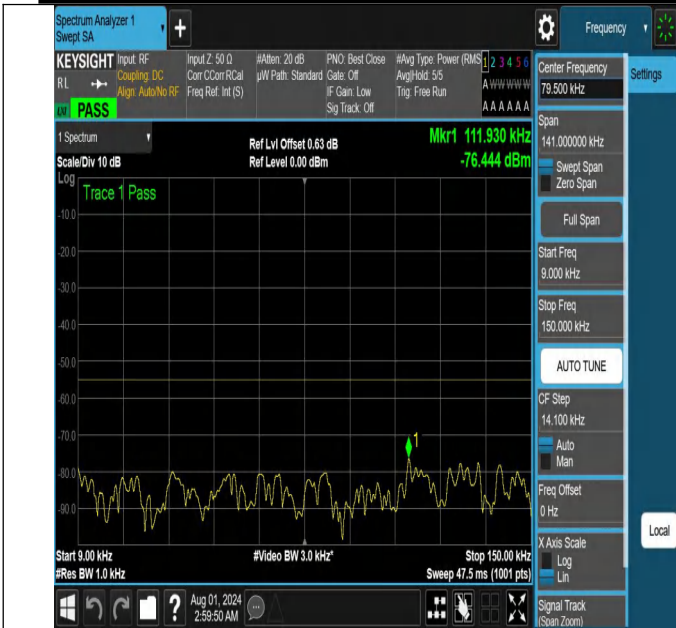 Spectrum Analyzer 1
Swept SA
+
Frequency
KEYSIGHT
RL
PASS
Input: RF
Coupling: DC
Align: Auto/No RF
Input Z: 50 Ω
Corr CCorr RCal
Freq Ref: Int (S)
#Atten: 20 dB
µW Path: Standard
PNO: Best Close
Gate: Off
IF Gain: Low
Sig Track: Off
#Avg Type: Power (RMS
Avg|Hold: 5/5
Trig: Free Run
1 2 3 4 5 6
A W W W W W
A A A A A A
1 Spectrum
Scale/Div 10 dB
Log
Ref Lvl Offset 0.63 dB
Ref Level 0.00 dBm
Mkr1 111.930 kHz
-76.444 dBm
Trace 1 Pass
-10.0
-20.0
-30.0
-40.0
-50.0
-60.0
-70.0
-80.0
-90.0
1
Start 9.00 kHz
#Res BW 1.0 kHz
#Video BW 3.0 kHz*
Stop 150.00 kHz
Sweep 47.5 ms (1001 pts)
?
Aug 01, 2024
2:59:50 AM
Center Frequency
79.500 kHz
Settings
Span
141.000000 kHz
Swept Span
Zero Span
Full Span
Start Freq
9.000 kHz
Stop Freq
150.000 kHz
AUTO TUNE
CF Step
14.100 kHz
Auto
Man
Freq Offset
0 Hz
X Axis Scale
Log
Lin
Local
Signal Track
(Span Zoom)